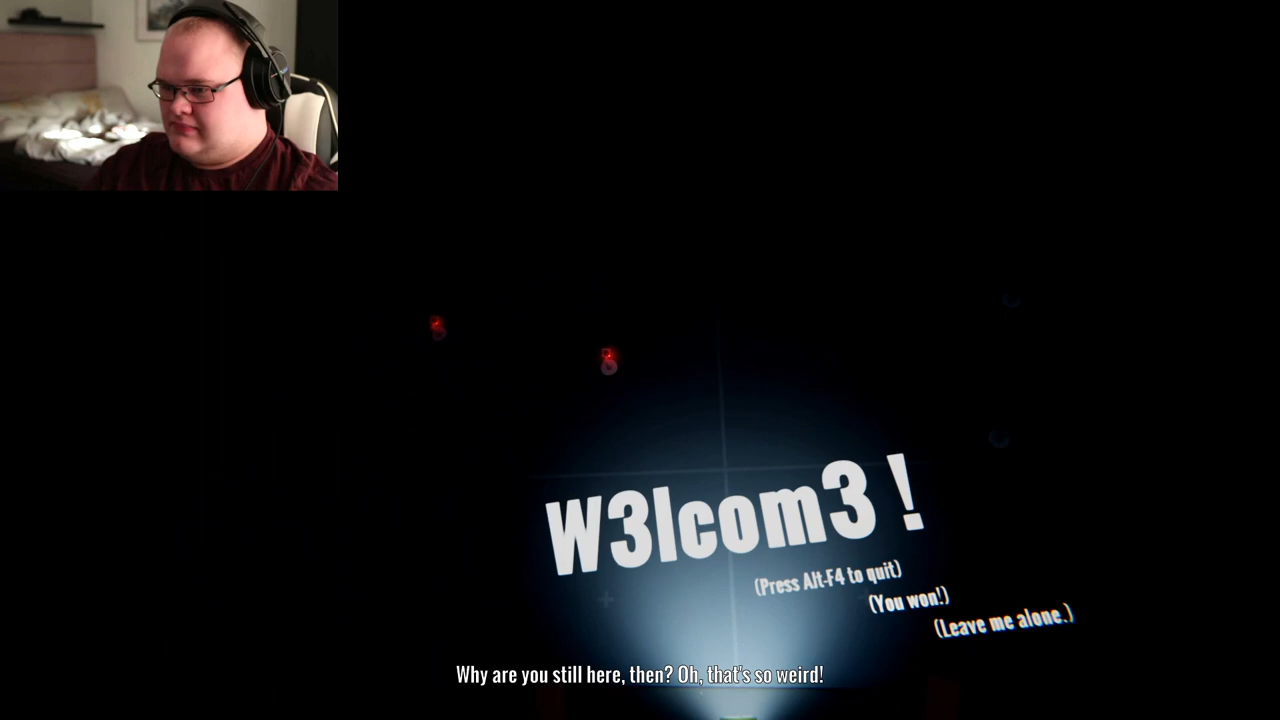 W3lcom3 !
(Press Alt-F4 to quit)
(You won!)
(Leave me alone.)
Why are you still here, then? Oh, that's so weird!